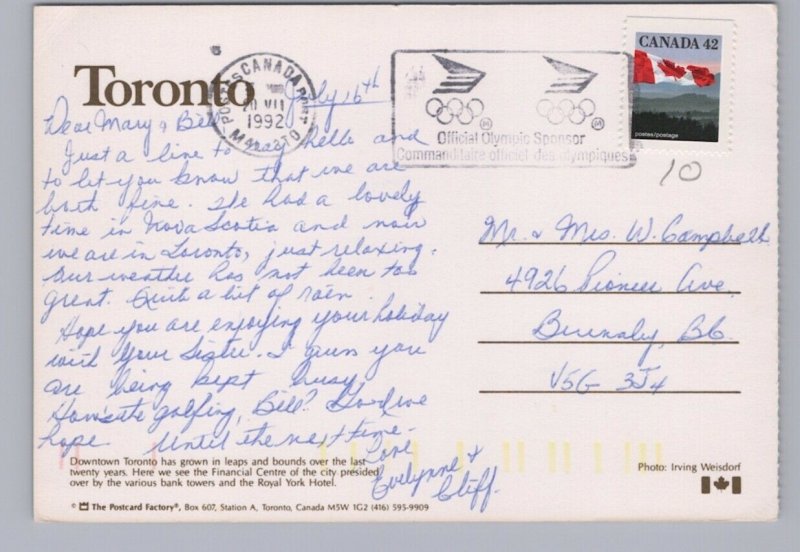 Toronto
POSTES CANADA POST
20 VII
1992
July 16th
Official Olympic Sponsor
Commanditaire officiel des olympiques
CANADA 42
postes/postage
10
Dear Mary & Bill
Just a line to say hello and
to let you know that we are
both fine. We had a lovely
time in Nova Scotia and now
we are in Toronto, just relaxing.
Our weather has not been too
great. Quite a bit of rain.
Hope you are enjoying your holiday
with your Sister. I guess you
are being kept busy.
How's the golfing, Bill? Good we
hope. Until the next time-
Love
Evelynne &
Cliff.
Mr. & Mrs. W. Campbell
4926 Pioneer Ave.
Burnaby, BC.
V5G 3J4
Downtown Toronto has grown in leaps and bounds over the last
twenty years. Here we see the Financial Centre of the city presided
over by the various bank towers and the Royal York Hotel.
Photo: Irving Weisdorf
© The Postcard Factory®, Box 607, Station A, Toronto, Canada M5W 1G2 (416) 595-9909